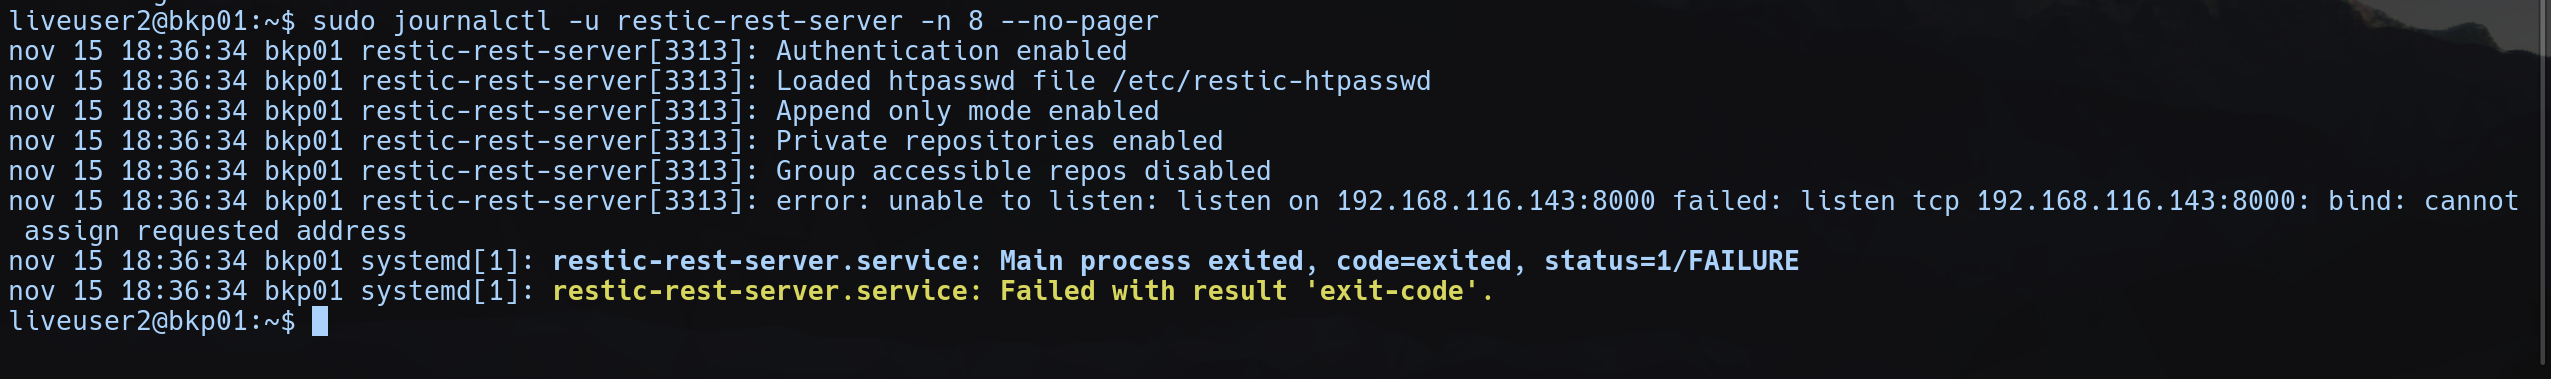 liveuser2@bkp01:~$ sudo journalctl -u restic-rest-server -n 8 --no-pager
nov 15 18:36:34 bkp01 restic-rest-server[3313]: Authentication enabled
nov 15 18:36:34 bkp01 restic-rest-server[3313]: Loaded htpasswd file /etc/restic-htpasswd
nov 15 18:36:34 bkp01 restic-rest-server[3313]: Append only mode enabled
nov 15 18:36:34 bkp01 restic-rest-server[3313]: Private repositories enabled
nov 15 18:36:34 bkp01 restic-rest-server[3313]: Group accessible repos disabled
nov 15 18:36:34 bkp01 restic-rest-server[3313]: error: unable to listen: listen on 192.168.116.143:8000 failed: listen tcp 192.168.116.143:8000: bind: cannot
 assign requested address
nov 15 18:36:34 bkp01 systemd[1]: restic-rest-server.service: Main process exited, code=exited, status=1/FAILURE
nov 15 18:36:34 bkp01 systemd[1]: restic-rest-server.service: Failed with result 'exit-code'.
liveuser2@bkp01:~$